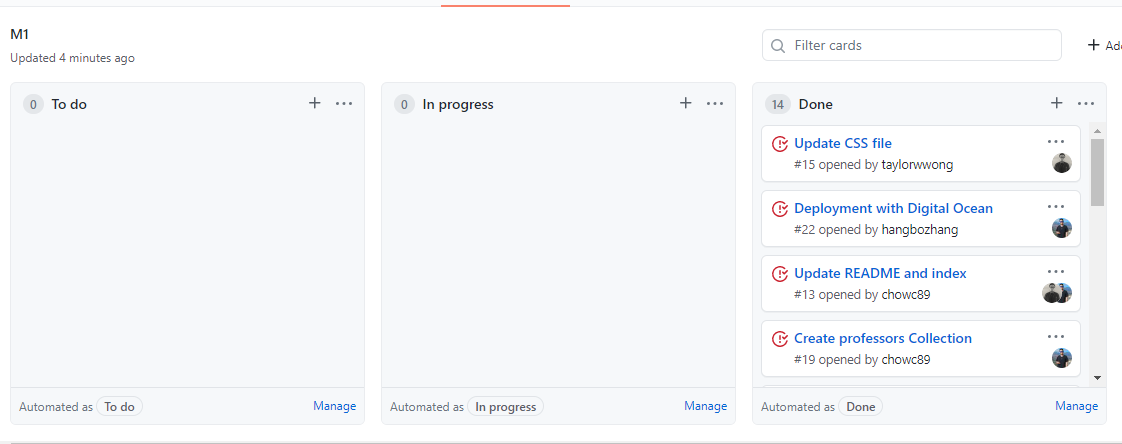 M1
Updated 4 minutes ago
Filter cards
+ Add
0 To do
0 In progress
14 Done
Update CSS file
#15 opened by taylorwwong
Deployment with Digital Ocean
#22 opened by hangbozhang
Update README and index
#13 opened by chowc89
Create professors Collection
#19 opened by chowc89
Automated as To do Manage
Automated as In progress Manage
Automated as Done Manage